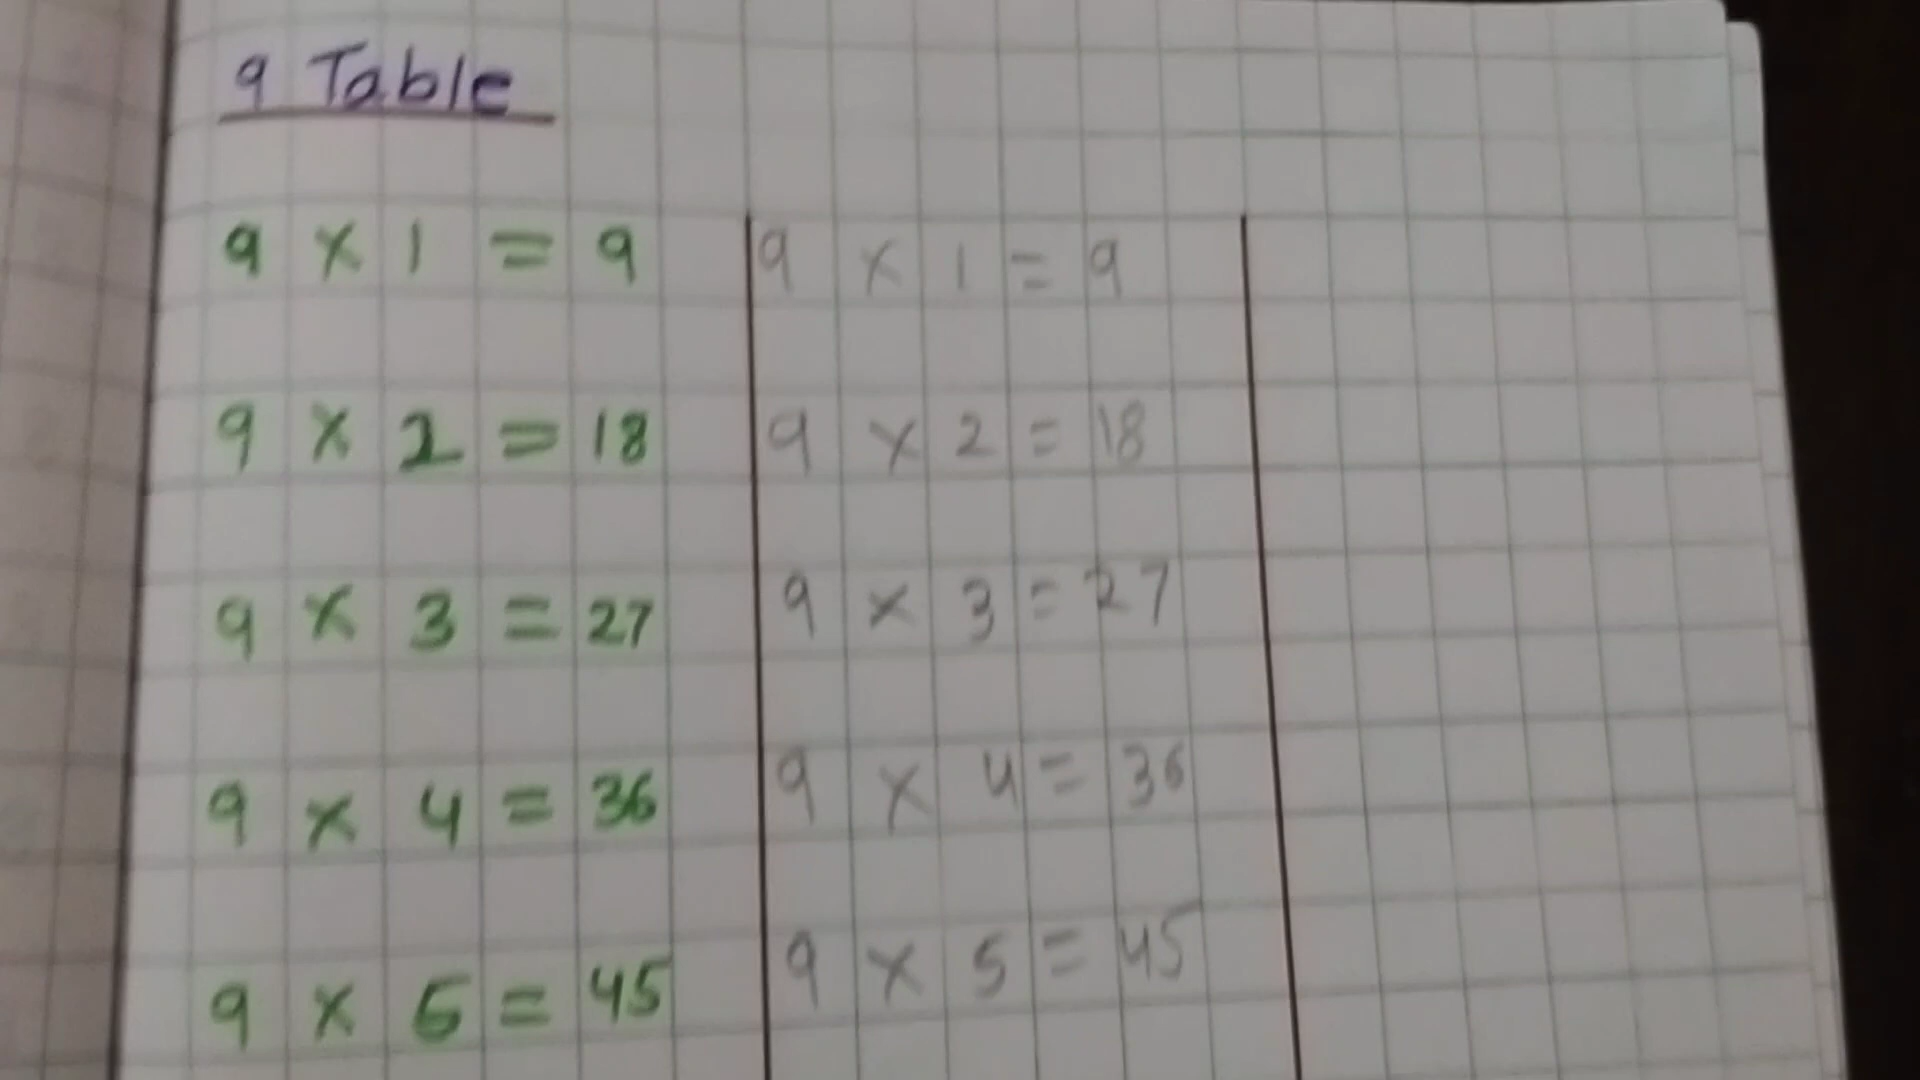 9 Table
9 x 1 = 9 9 x 1 = 9
9 x 2 = 18 9 x 2 = 18
9 x 3 = 27 9 x 3 = 27
9 x 4 = 36 9 x 4 = 36
9 x 5 = 45 9 x 5 = 45